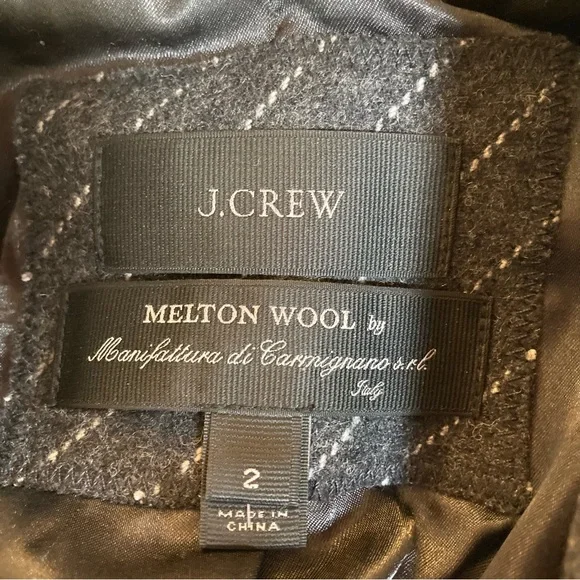 J.CREW
MELTON WOOL by
Manifattura di Carmignano s.r.l.
Italy
2
MADE IN
CHINA